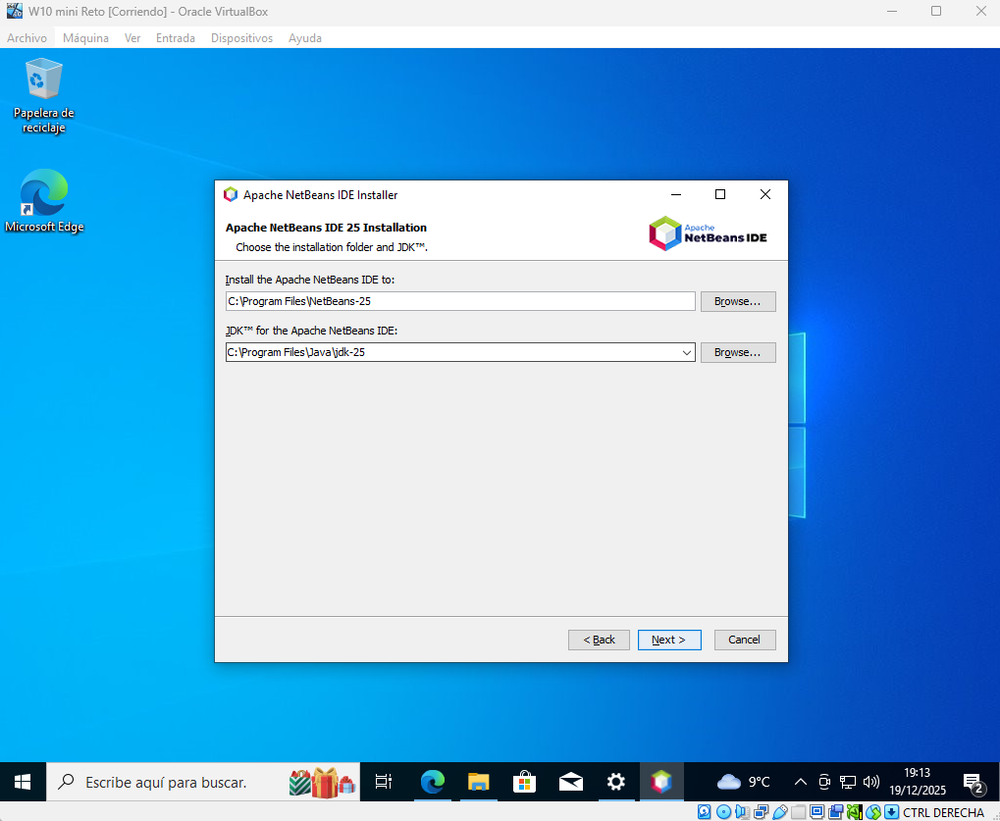 W10 mini Reto [Corriendo] - Oracle VirtualBox
Archivo Máquina Ver Entrada Dispositivos Ayuda
Papelera de
reciclaje
Microsoft Edge
Apache NetBeans IDE Installer
Apache NetBeans IDE 25 Installation
Choose the installation folder and JDK™.
Apache
NetBeans IDE
Install the Apache NetBeans IDE to:
C:\Program Files\NetBeans-25
Browse...
JDK™ for the Apache NetBeans IDE:
C:\Program Files\Java\jdk-25
Browse...
< Back Next > Cancel
Escribe aquí para buscar.
9°C
19:13
19/12/2025
2
CTRL DERECHA